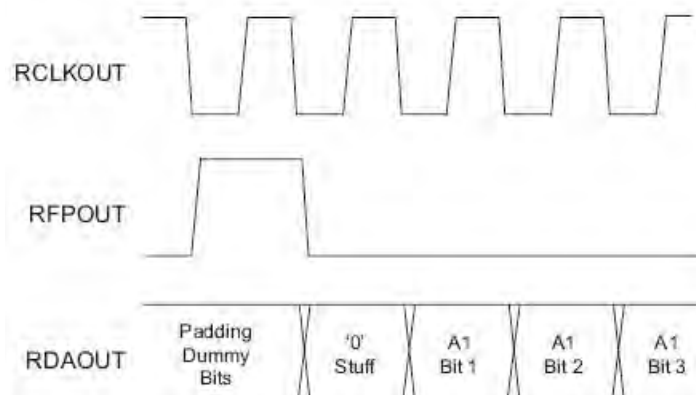 RCLKOUT
RFPOUT
RDAOUT
Padding
Dummy
Bits
'0'
Stuff
A1
Bit 1
A1
Bit 2
A1
Bit 3